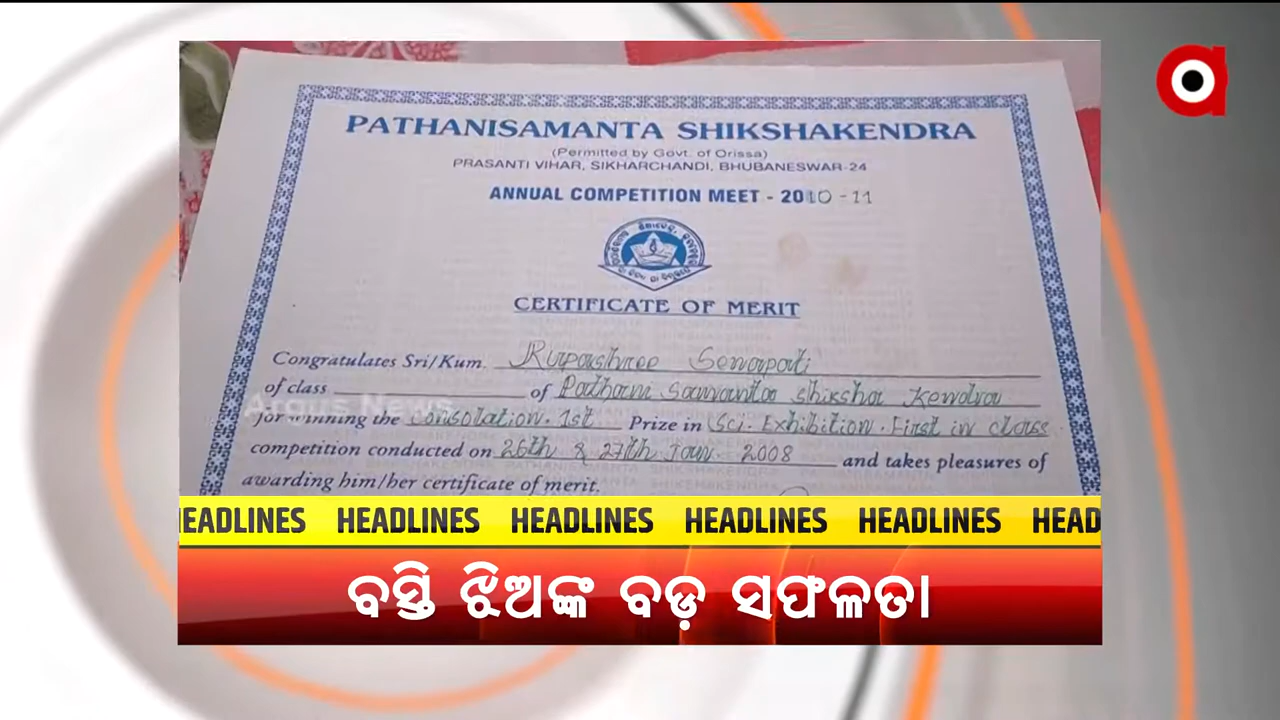 PATHANISAMANTA SHIKSHAKENDRA
(Permitted by Govt. of Orissa)
PRASANTI VIHAR, SIKHARCHANDI, BHUBANESWAR-24
ANNUAL COMPETITION MEET - 2010-11
CERTIFICATE OF MERIT
Congratulates Sri/Kum. Rupashree Senapati
of class of Pathani Samanta Shiksha Kendra
for winning the Consolation. 1st Prize in Sci. Exhibition. First in class
competition conducted on 26th & 27th Jan. 2008 and takes pleasures of
awarding him/her certificate of merit.
Argus News
HEADLINES HEADLINES HEADLINES HEADLINES HEADLINES HEAD
ବସ୍ତି ଝିଅଙ୍କ ବଡ଼ ସଫଳତା